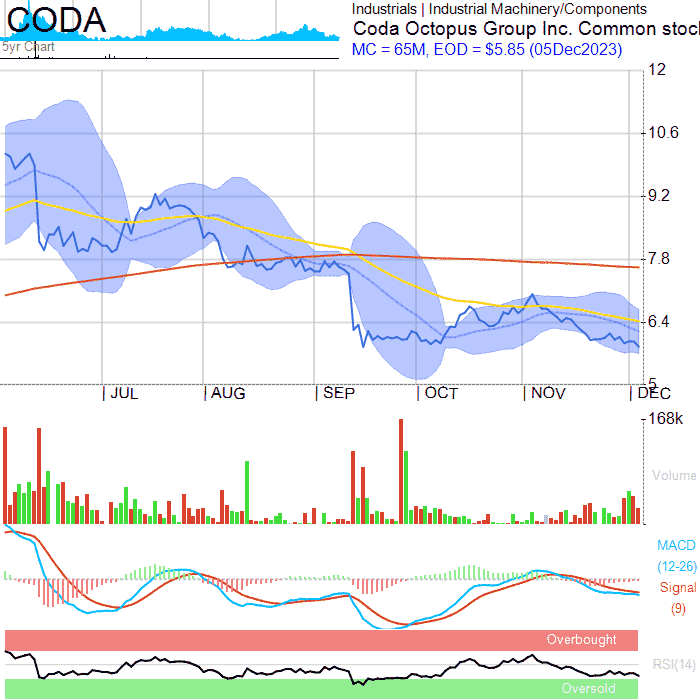 CODA
5yr Chart
Industrials | Industrial Machinery/Components
Coda Octopus Group Inc. Common stoc
MC = 65M, EOD = $5.85 (05Dec2023)
12
10.6
9.2
7.8
6.4
5
JUL
AUG
SEP
OCT
NOV
DEC
168k
Volume
MACD
(12-26)
Signal
(9)
Overbought
RSI(14)
Oversold